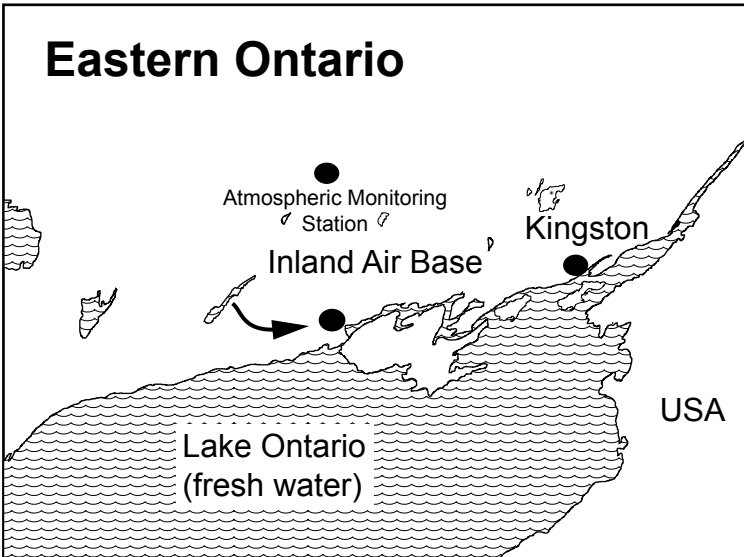 Eastern Ontario
Atmospheric Monitoring
Station
Kingston
Inland Air Base
USA
Lake Ontario
(fresh water)